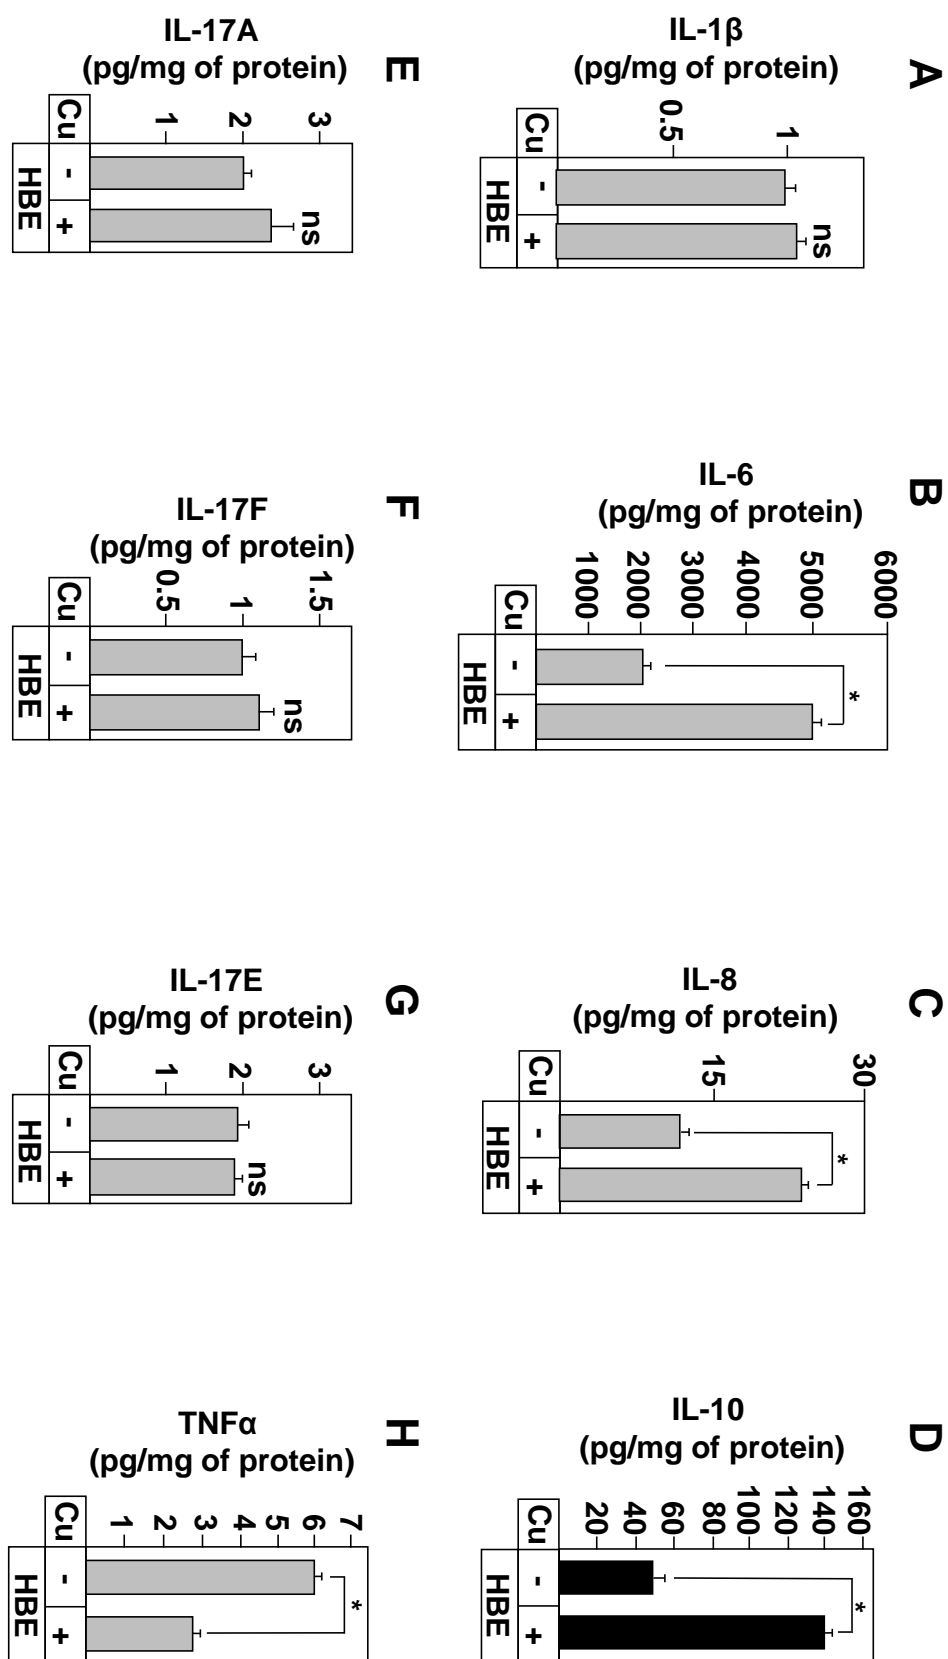 A
IL-1β
(pg/mg of protein)
0.5
1
ns
Cu
-
+
HBE
B
IL-6
(pg/mg of protein)
1000
2000
3000
4000
5000
6000
*
Cu
-
+
HBE
C
IL-8
(pg/mg of protein)
15
30
*
Cu
-
+
HBE
D
IL-10
(pg/mg of protein)
20
40
60
80
100
120
140
160
*
Cu
-
+
HBE
E
IL-17A
(pg/mg of protein)
1
2
3
ns
Cu
-
+
HBE
F
IL-17F
(pg/mg of protein)
0.5
1
1.5
ns
Cu
-
+
HBE
G
IL-17E
(pg/mg of protein)
1
2
3
ns
Cu
-
+
HBE
H
TNFα
(pg/mg of protein)
1
2
3
4
5
6
7
*
Cu
-
+
HBE